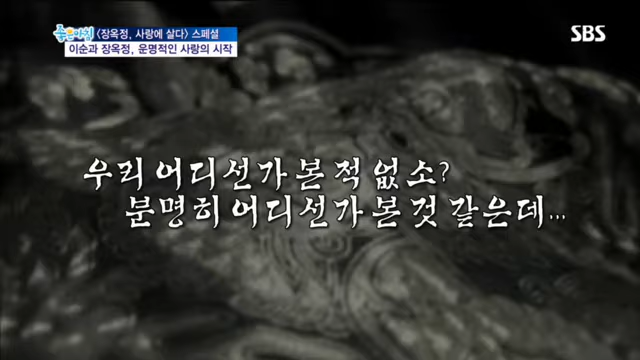 좋은아침
<장옥정, 사랑에 살다> 스페셜
이순과 장옥정, 운명적인 사랑의 시작
SBS
우리 어디선가 본 적 없소?
분명히 어디선가 본 것 같은데...